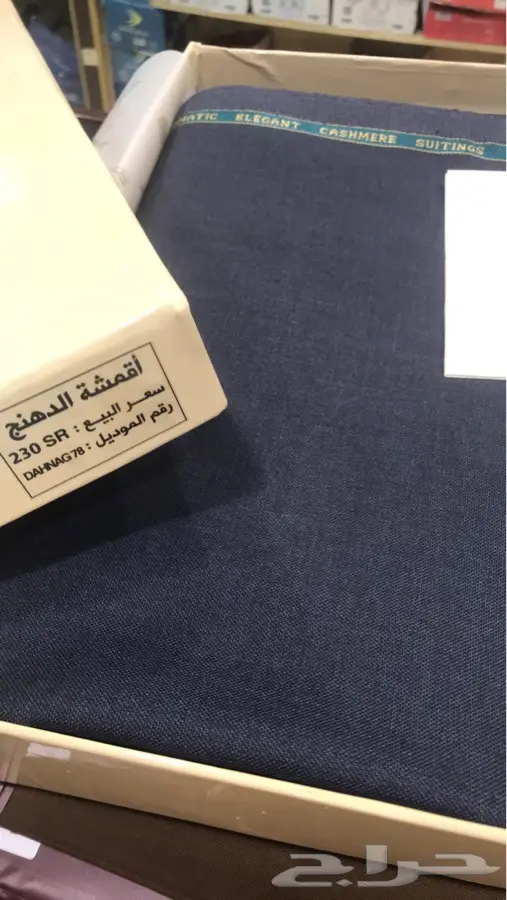 ELEGANT CASHMERE SUITINGS
أقمشة الدهنج
سعر البيع : 230 SR
رقم الموديل : DAHNAG78
حراج